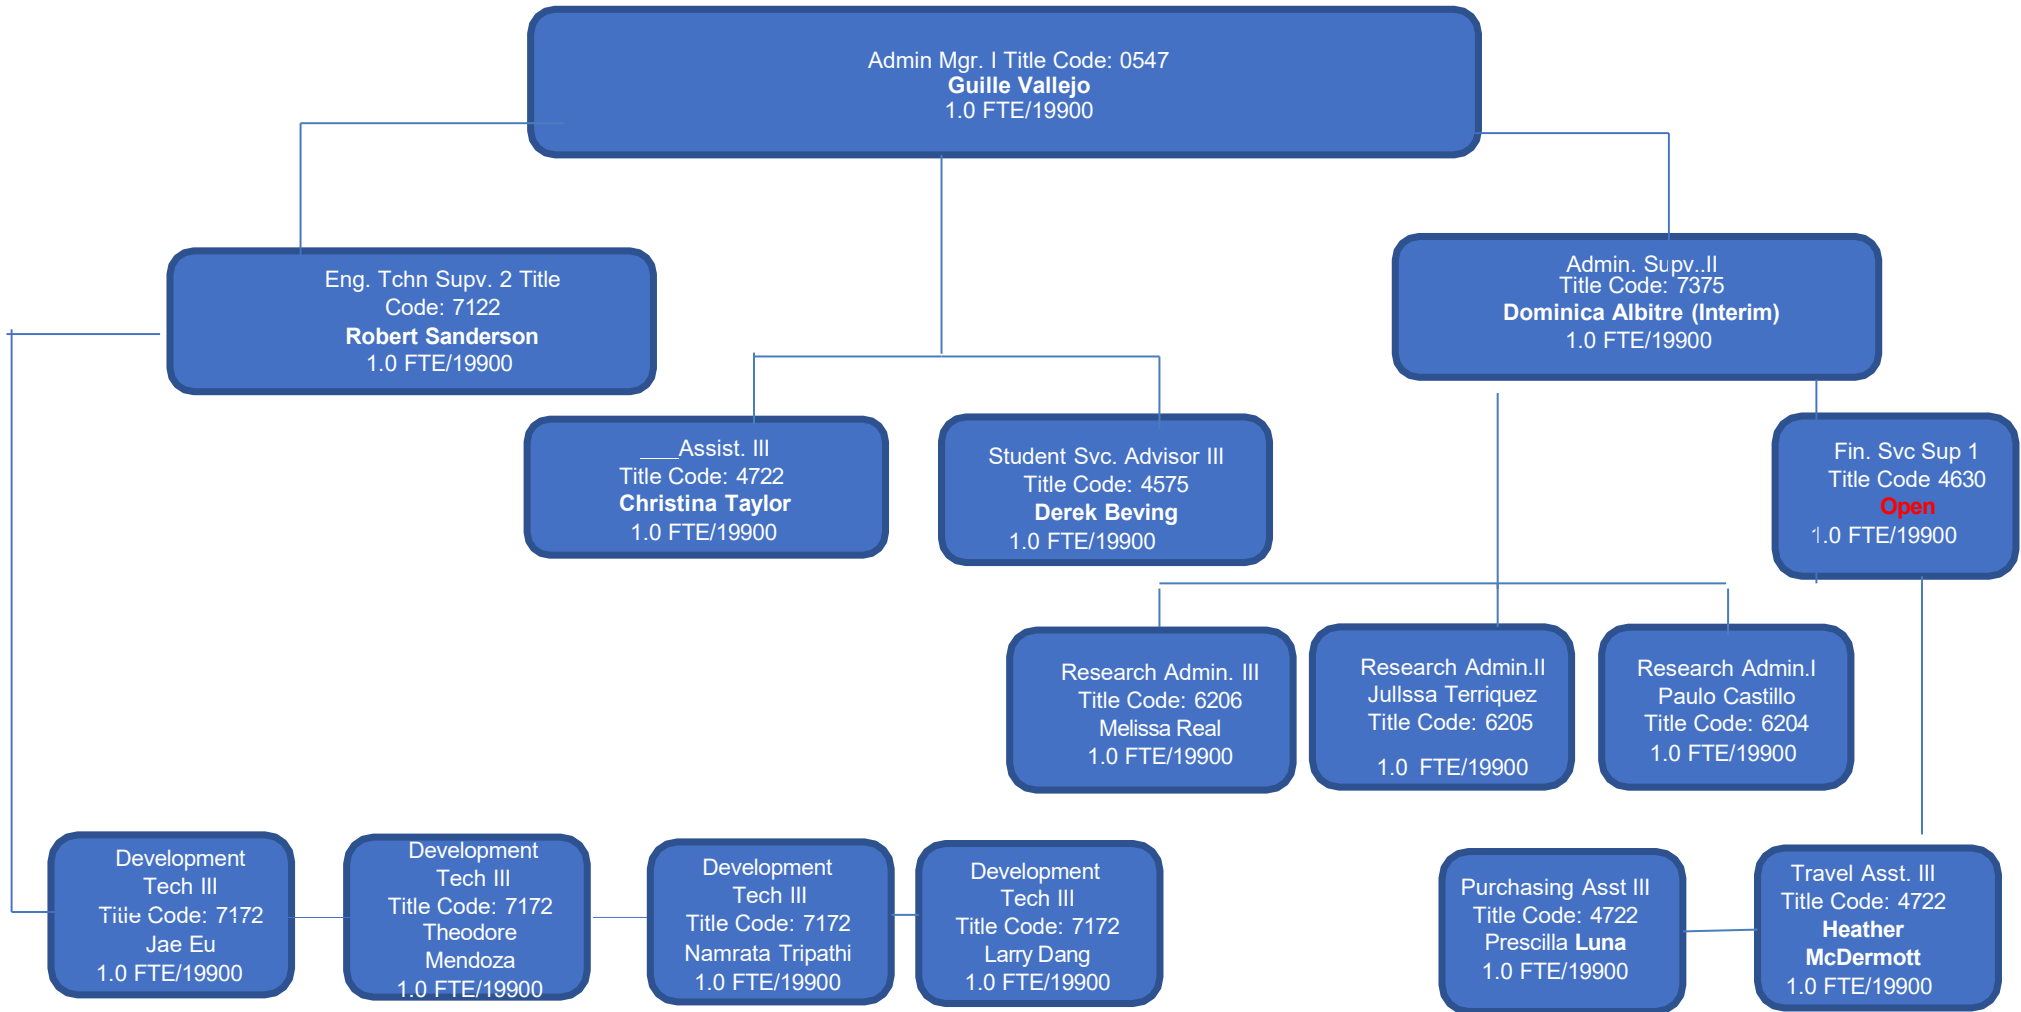 Admin Mgr. I Title Code: 0547
Guille Vallejo
1.0 FTE/19900
Eng. Tchn Supv. 2 Title
Code: 7122
Robert Sanderson
1.0 FTE/19900
Admin. Supv..II
Title Code: 7375
Dominica Albitre (Interim)
1.0 FTE/19900
___Assist. III
Title Code: 4722
Christina Taylor
1.0 FTE/19900
Student Svc. Advisor III
Title Code: 4575
Derek Beving
1.0 FTE/19900
Fin. Svc Sup 1
Title Code 4630
Open
1.0 FTE/19900
Research Admin. III
Title Code: 6206
Melissa Real
1.0 FTE/19900
Research Admin.II
Jullssa Terriquez
Title Code: 6205
1.0 FTE/19900
Research Admin.I
Paulo Castillo
Title Code: 6204
1.0 FTE/19900
Development
Tech III
Title Code: 7172
Jae Eu
1.0 FTE/19900
Development
Tech III
Title Code: 7172
Theodore
Mendoza
1.0 FTE/19900
Development
Tech III
Title Code: 7172
Namrata Tripathi
1.0 FTE/19900
Development
Tech III
Title Code: 7172
Larry Dang
1.0 FTE/19900
Purchasing Asst III
Title Code: 4722
Prescilla Luna
1.0 FTE/19900
Travel Asst. III
Title Code: 4722
Heather
McDermott
1.0 FTE/19900